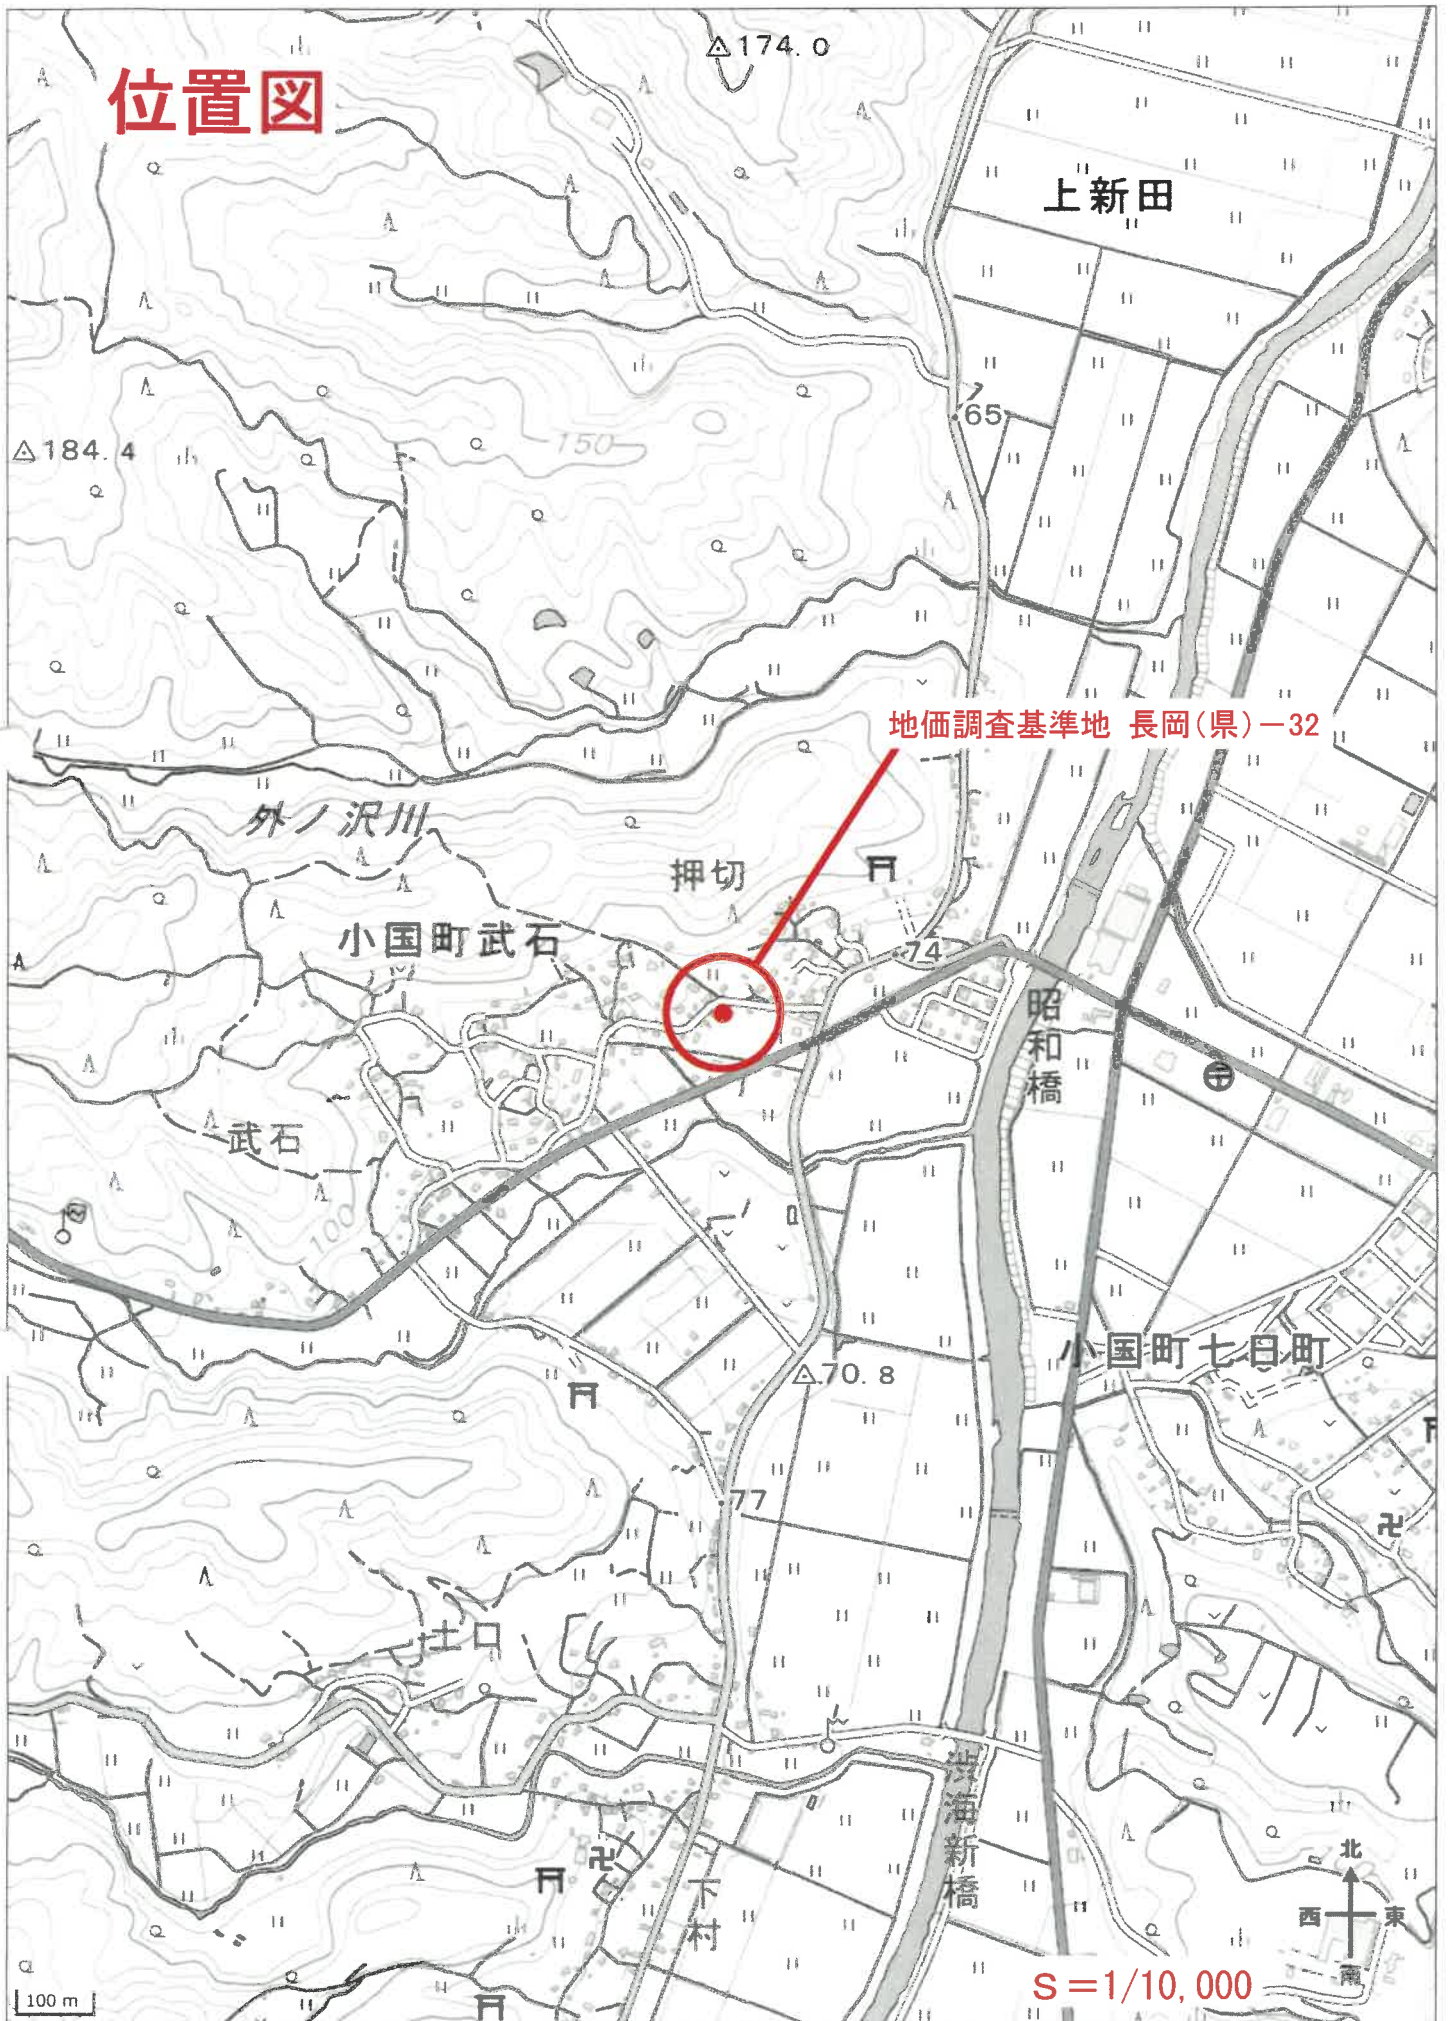 △174.0
位置図
上新田
65
△184.4
150
地価調査基準地 長岡(県)－32
外ノ沢川
押切
小国町武石
74
昭和橋
武石
100
小国町七日町
△70.8
77
土口
渋海新橋
下村
北
西 東
南
100 m
S＝1/10,000